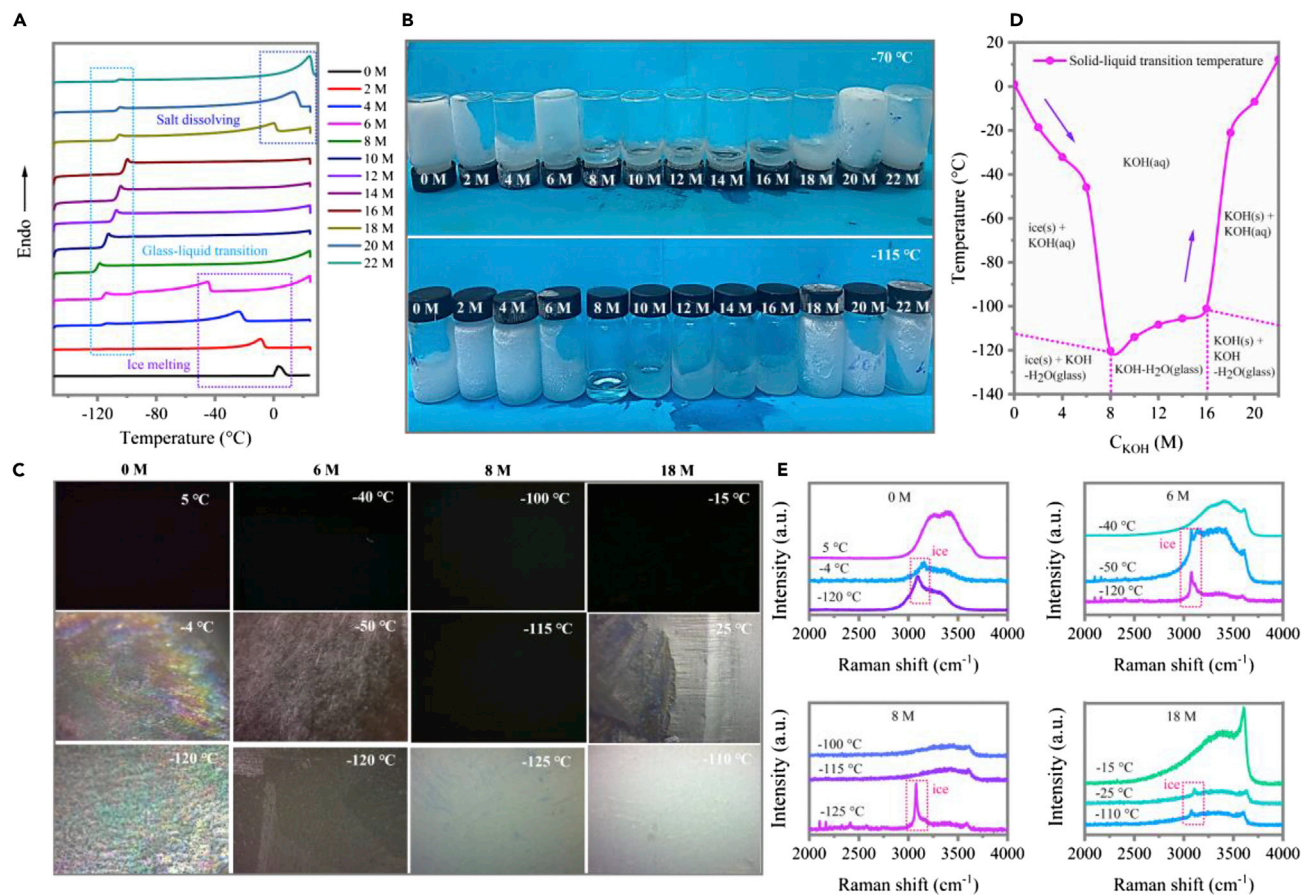 A
Endo
0 M
2 M
4 M
6 M
8 M
10 M
12 M
14 M
16 M
18 M
20 M
22 M
Salt dissolving
Glass-liquid transition
Ice melting
-120 -80 -40 0
Temperature (°C)
B
-70 °C
0 M 2 M 4 M 6 M 8 M 10 M 12 M 14 M 16 M 18 M 20 M 22 M
-115 °C
0 M 2 M 4 M 6 M 8 M 10 M 12 M 14 M 16 M 18 M 20 M 22 M
D
Temperature (°C)
20
0
-20
-40
-60
-80
-100
-120
-140
Solid-liquid transition temperature
KOH(aq)
ice(s) +
KOH(aq)
KOH(s) +
KOH(aq)
ice(s) + KOH
-H2O(glass)
KOH-H2O(glass)
KOH(s) +
KOH
-H2O(glass)
0 4 8 12 16 20
CKOH (M)
C
0 M 6 M 8 M 18 M
5 °C -40 °C -100 °C -15 °C
-4 °C -50 °C -115 °C -25 °C
-120 °C -120 °C -125 °C -110 °C
E
Intensity (a.u.)
0 M
5 °C
ice
-4 °C
-120 °C
2000 2500 3000 3500 4000
Raman shift (cm-1)
Intensity (a.u.)
6 M
-40 °C
ice
-50 °C
-120 °C
2000 2500 3000 3500 4000
Raman shift (cm-1)
Intensity (a.u.)
8 M
-100 °C
-115 °C
ice
-125 °C
2000 2500 3000 3500 4000
Raman shift (cm-1)
Intensity (a.u.)
18 M
-15 °C
ice
-25 °C
-110 °C
2000 2500 3000 3500 4000
Raman shift (cm-1)